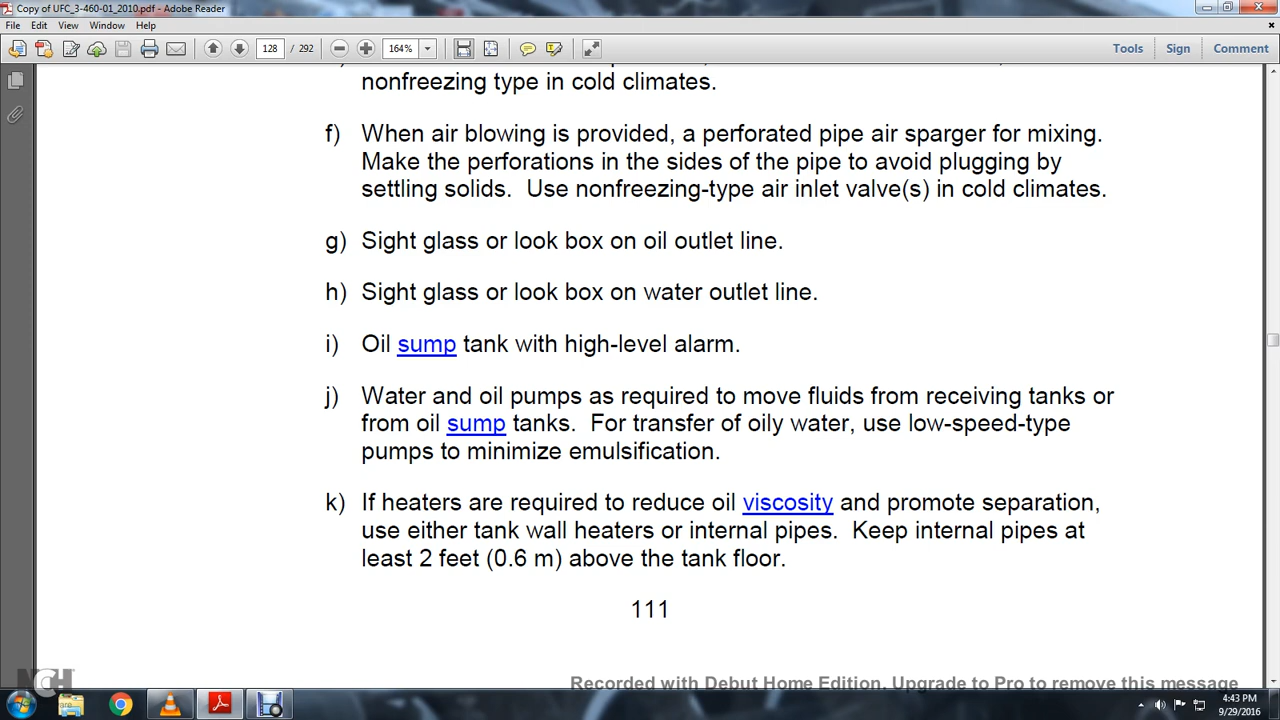 Copy of UFC_3-460-01_2010.pdf - Adobe Reader
File Edit View Window Help
128 / 292 164% Tools Sign Comment
nonfreezing type in cold climates.
f) When air blowing is provided, a perforated pipe air sparger for mixing.
Make the perforations in the sides of the pipe to avoid plugging by
settling solids. Use nonfreezing-type air inlet valve(s) in cold climates.
g) Sight glass or look box on oil outlet line.
h) Sight glass or look box on water outlet line.
i) Oil sump tank with high-level alarm.
j) Water and oil pumps as required to move fluids from receiving tanks or
from oil sump tanks. For transfer of oily water, use low-speed-type
pumps to minimize emulsification.
k) If heaters are required to reduce oil viscosity and promote separation,
use either tank wall heaters or internal pipes. Keep internal pipes at
least 2 feet (0.6 m) above the tank floor.
111
NCH
Recorded with Debut Home Edition. Upgrade to Pro to remove this message
4:43 PM
9/29/2016